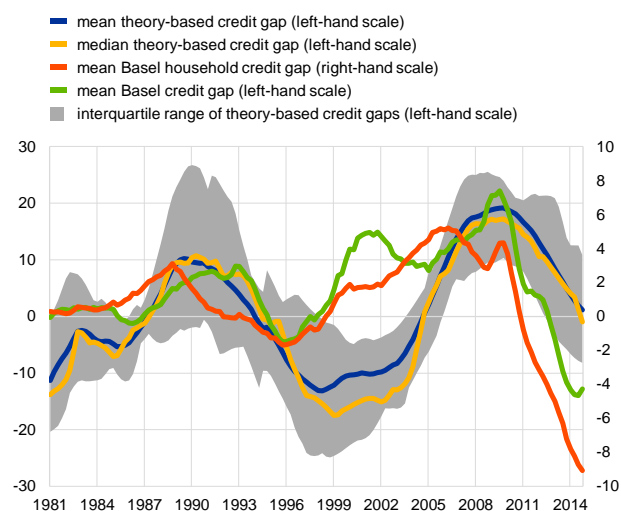 mean theory-based credit gap (left-hand scale)
median theory-based credit gap (left-hand scale)
mean Basel household credit gap (right-hand scale)
mean Basel credit gap (left-hand scale)
interquartile range of theory-based credit gaps (left-hand scale)
30 10
8
20 6
4
10
2
0 0
-2
-10
-4
-20 -6
-8
-30 -10
1981 1984 1987 1990 1993 1996 1999 2002 2005 2008 2011 2014